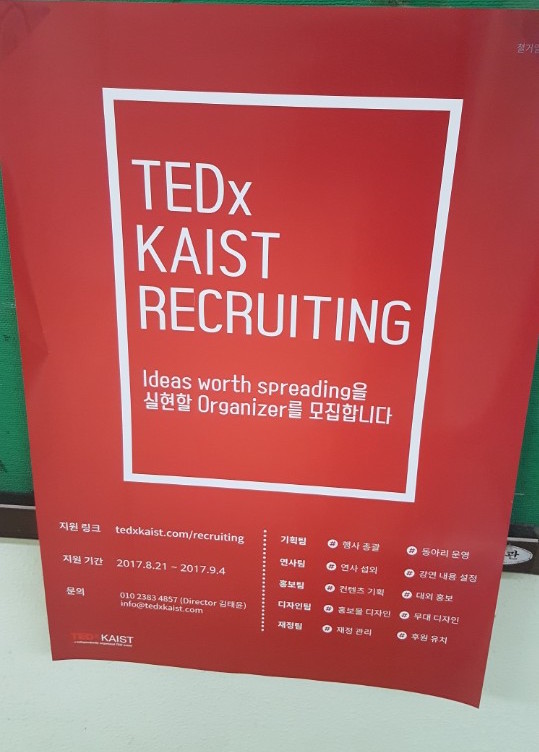 철거일
TEDx
KAIST
RECRUITING
Ideas worth spreading을
실현할 Organizer를 모집합니다
지원 링크 tedxkaist.com/recruiting
지원 기간 2017.8.21 ~ 2017.9.4
문의 010 2383 4857 (Director 김태윤)
info@tedxkaist.com
기획팀 # 행사 총괄 # 동아리 운영
연사팀 # 연사 섭외 # 강연 내용 설정
홍보팀 # 컨텐츠 기획 # 대외 홍보
디자인팀 # 홍보물 디자인 # 무대 디자인
재정팀 # 재정 관리 # 후원 유치
TEDxKAIST
관